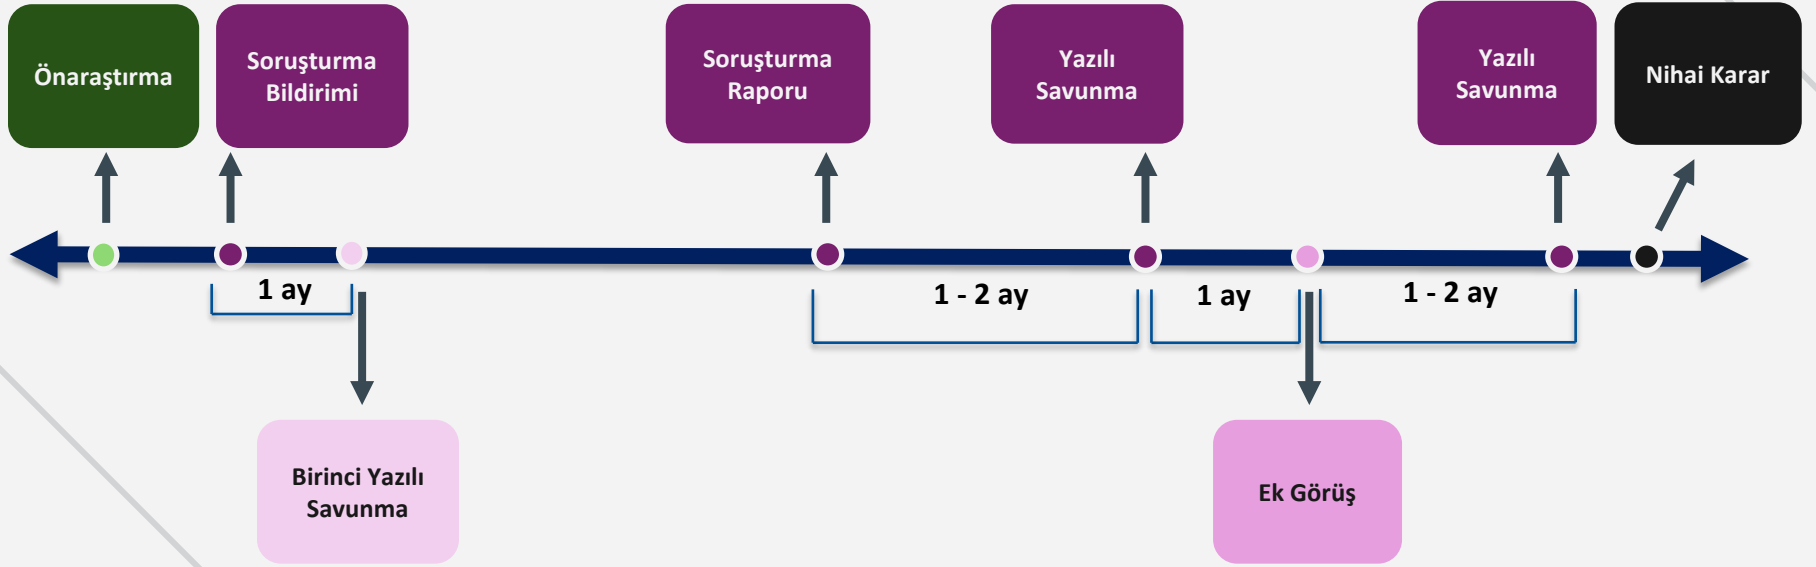 Önaraştırma
Soruşturma
Bildirimi
Soruşturma
Raporu
Yazılı
Savunma
Yazılı
Savunma
Nihai Karar
1 ay
1 - 2 ay
1 ay
1 - 2 ay
Birinci Yazılı
Savunma
Ek Görüş